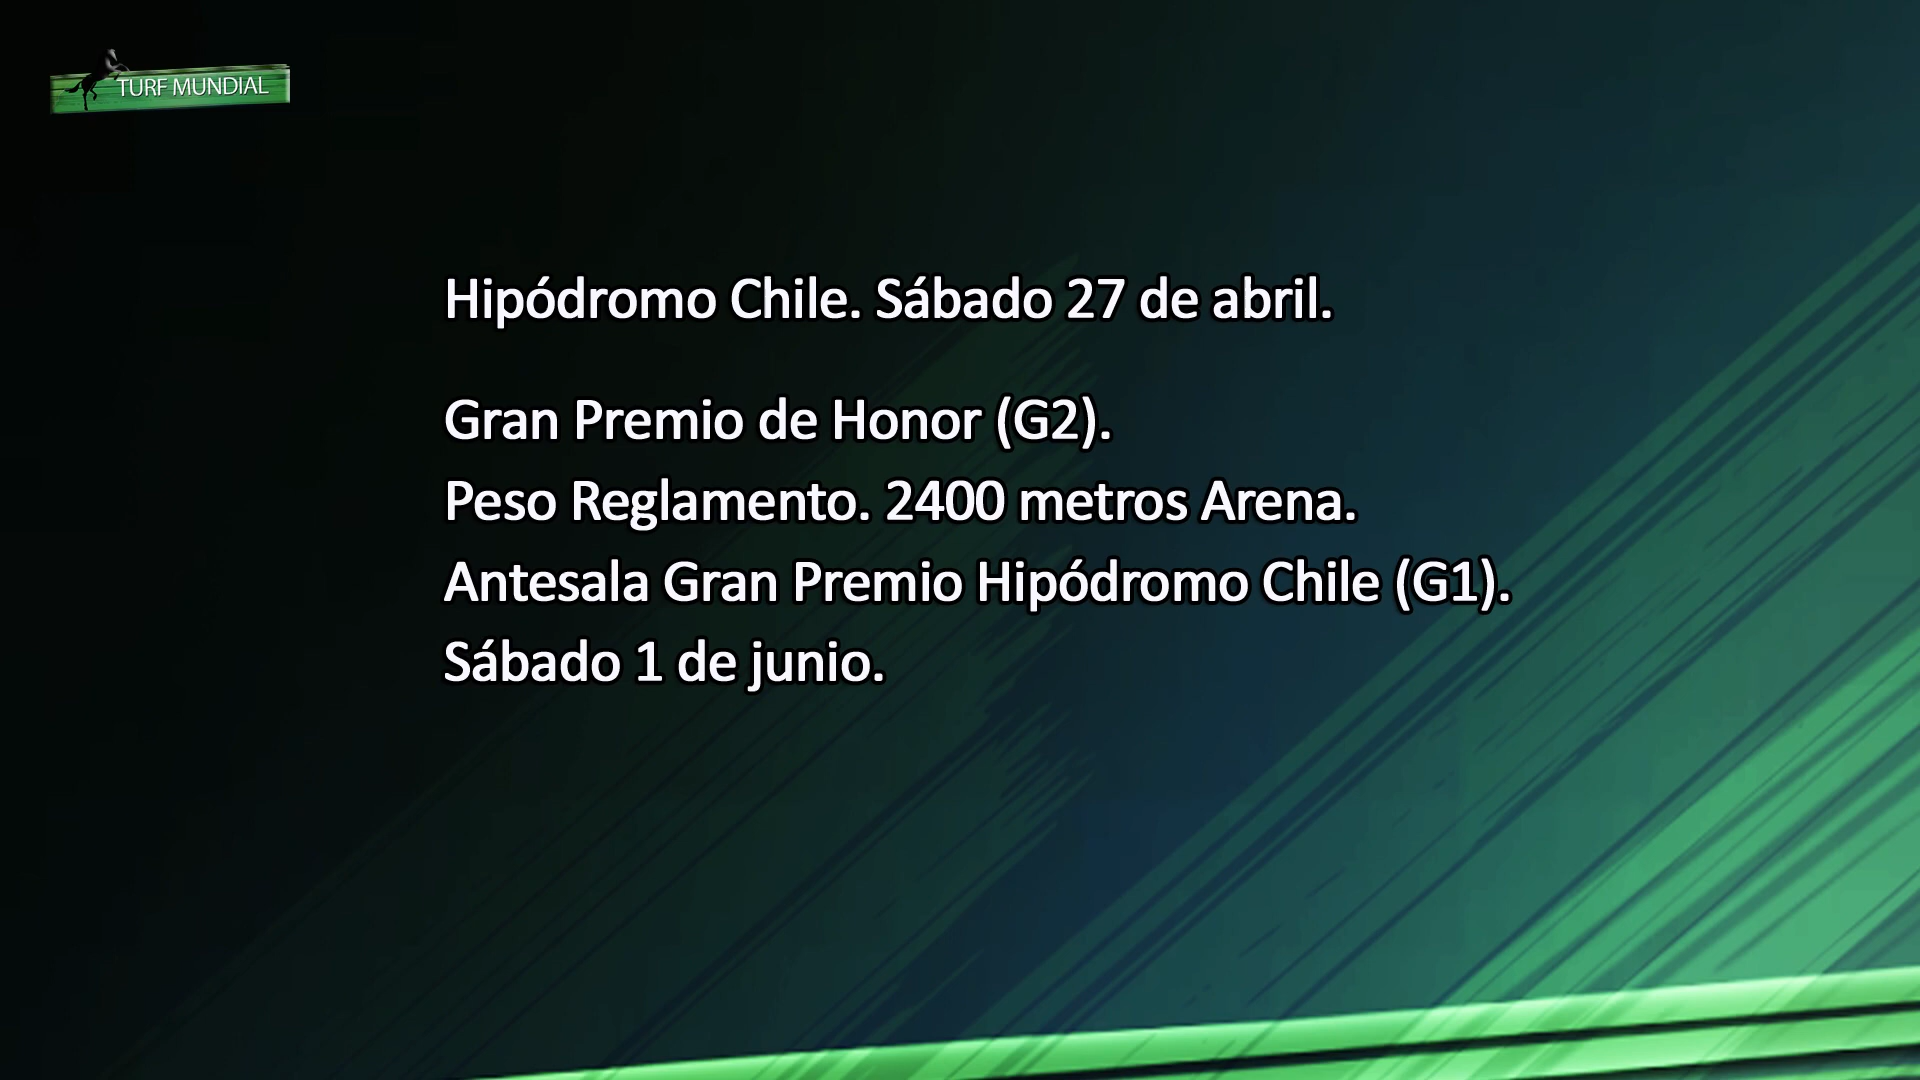 TURF MUNDIAL
Hipódromo Chile. Sábado 27 de abril.
Gran Premio de Honor (G2).
Peso Reglamento. 2400 metros Arena.
Antesala Gran Premio Hipódromo Chile (G1).
Sábado 1 de junio.